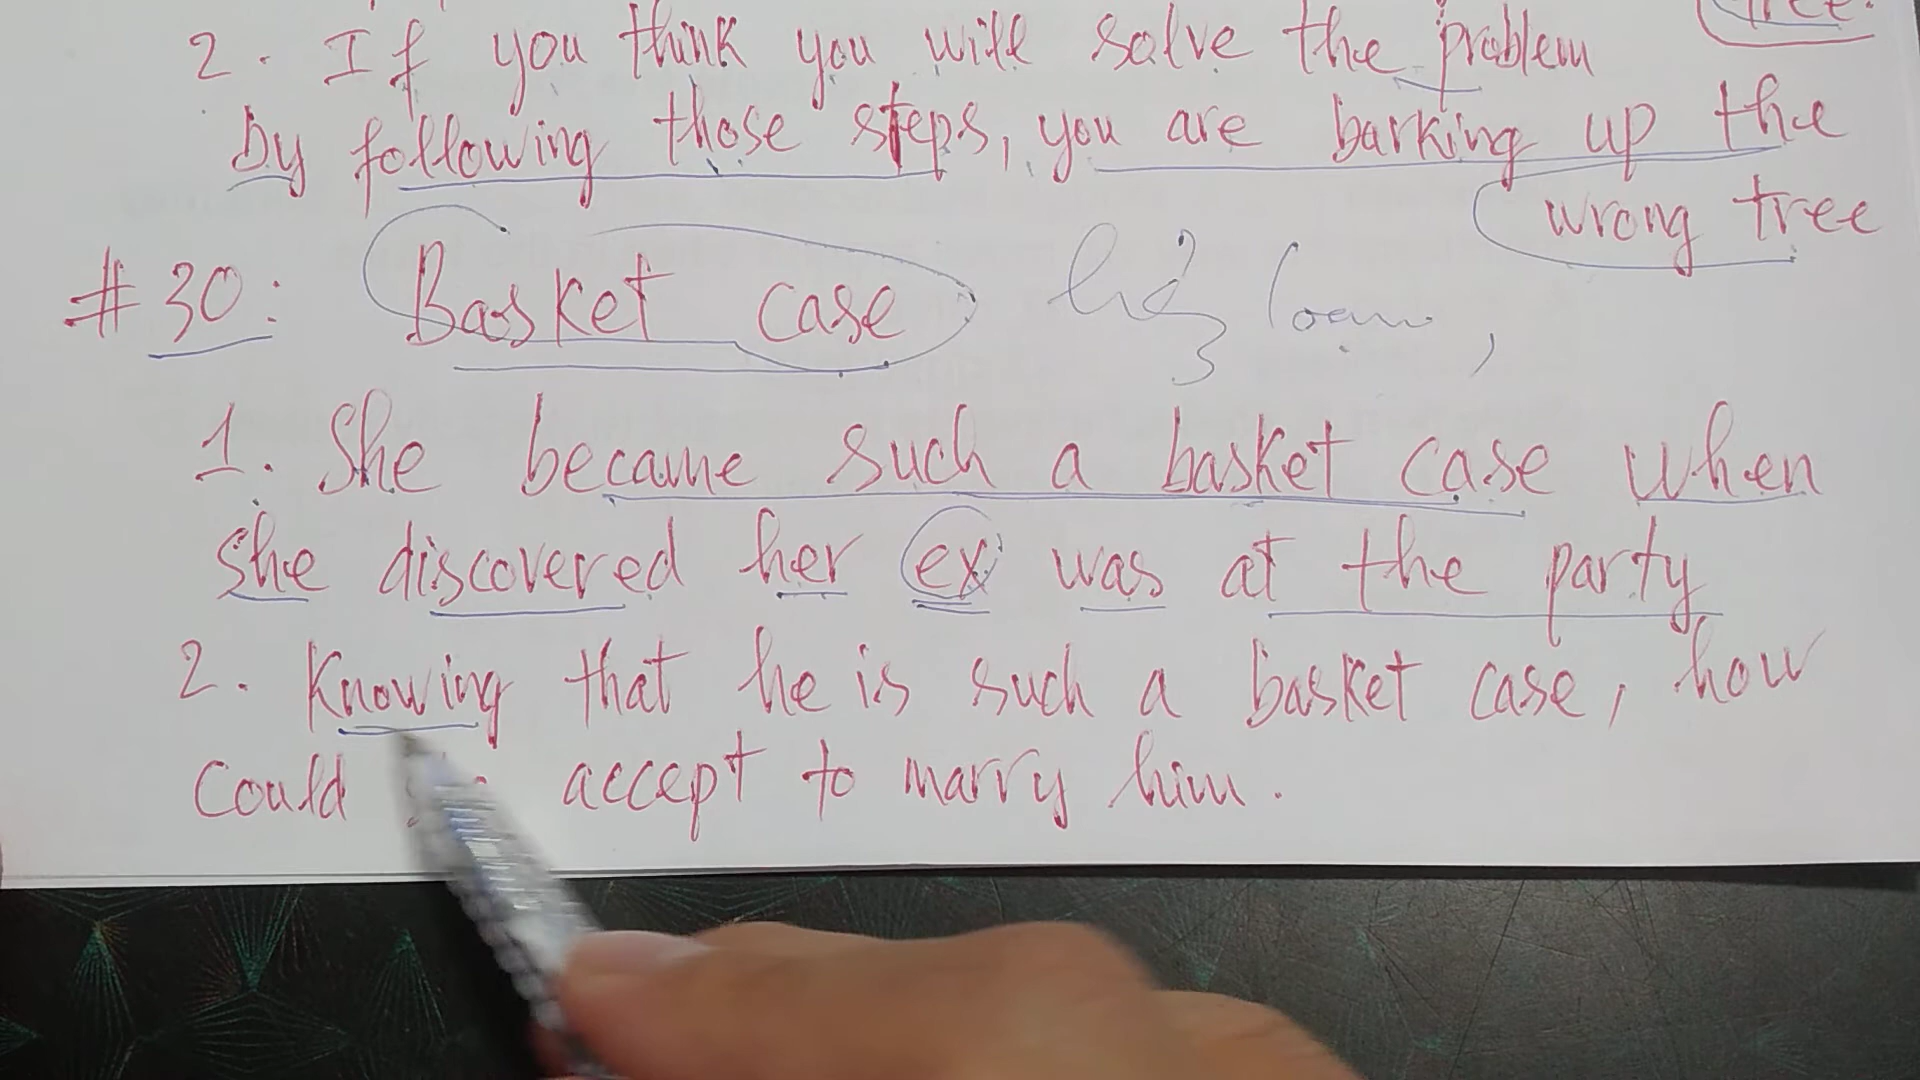 tree.
2. If you think you will solve the problem
by following those steps, you are barking up the
wrong tree
#30: Basket case
1. She became such a basket case when
she discovered her ex was at the party
2. Knowing that he is such a basket case, how
could accept to marry him.